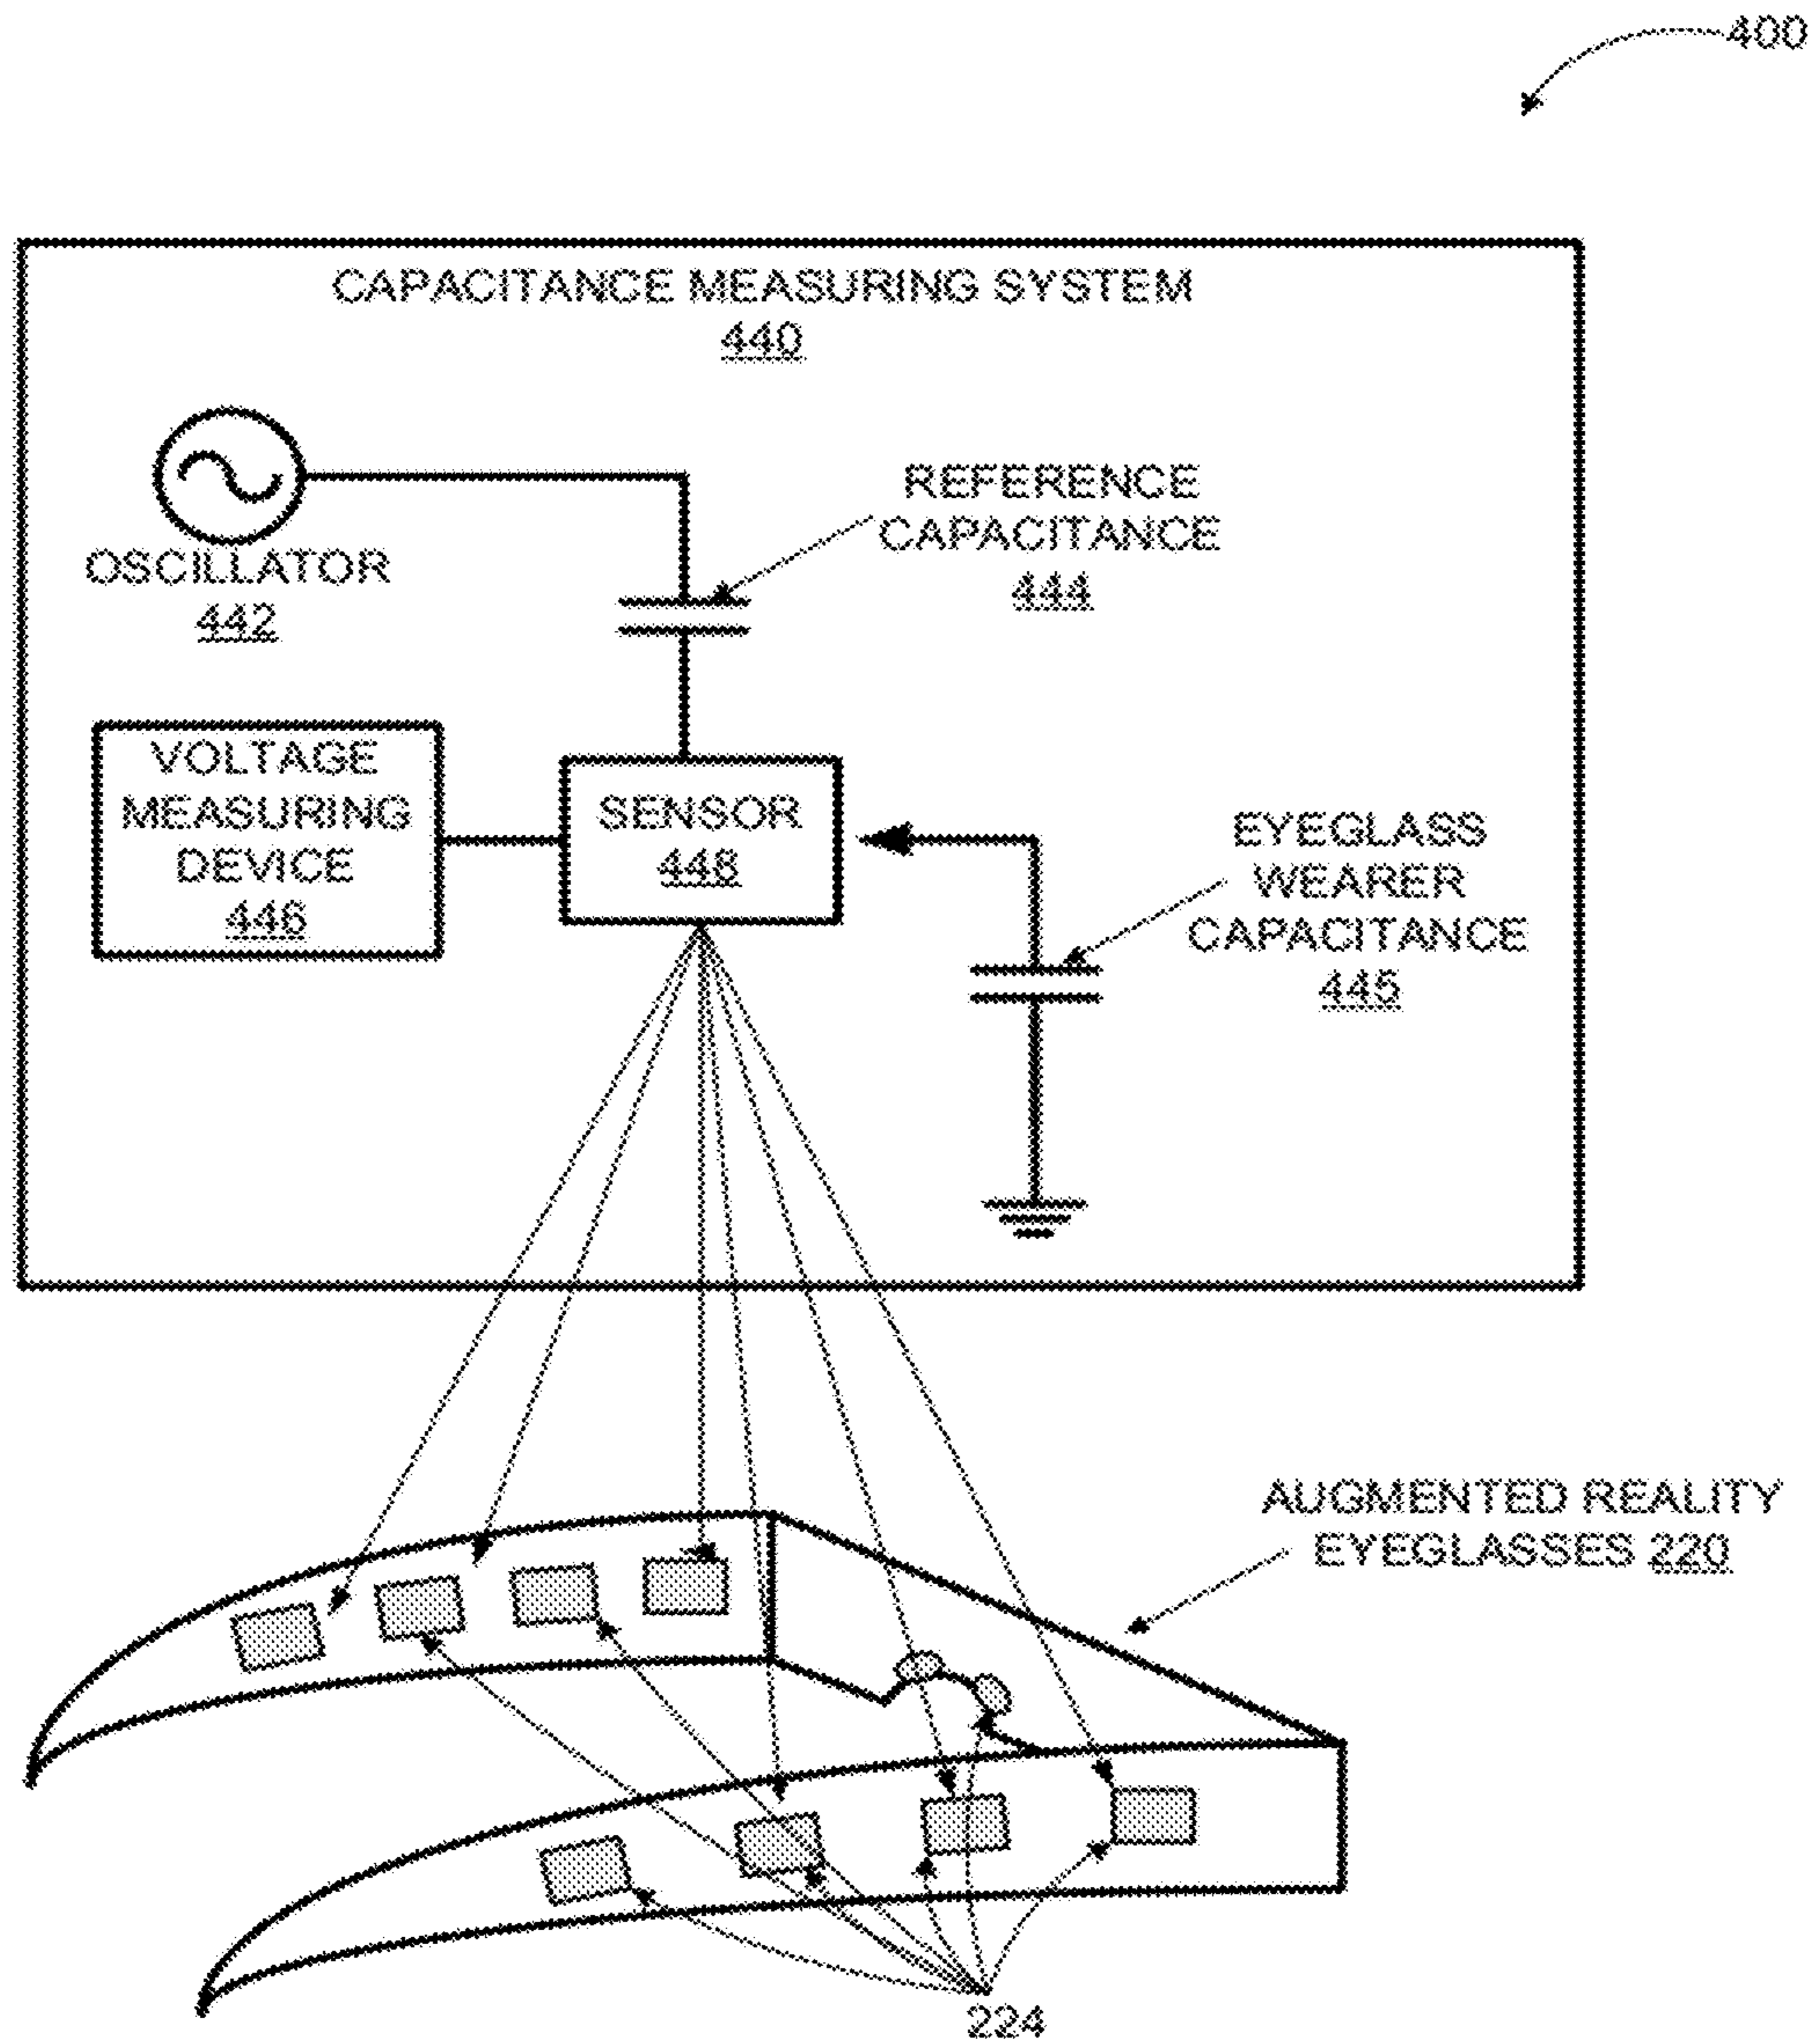 400
CAPACITANCE MEASURING SYSTEM
440
OSCILLATOR
442
REFERENCE
CAPACITANCE
444
VOLTAGE
MEASURING
DEVICE
446
SENSOR
448
EYEGLASS
WEARER
CAPACITANCE
445
AUGMENTED REALITY
EYEGLASSES 220
224